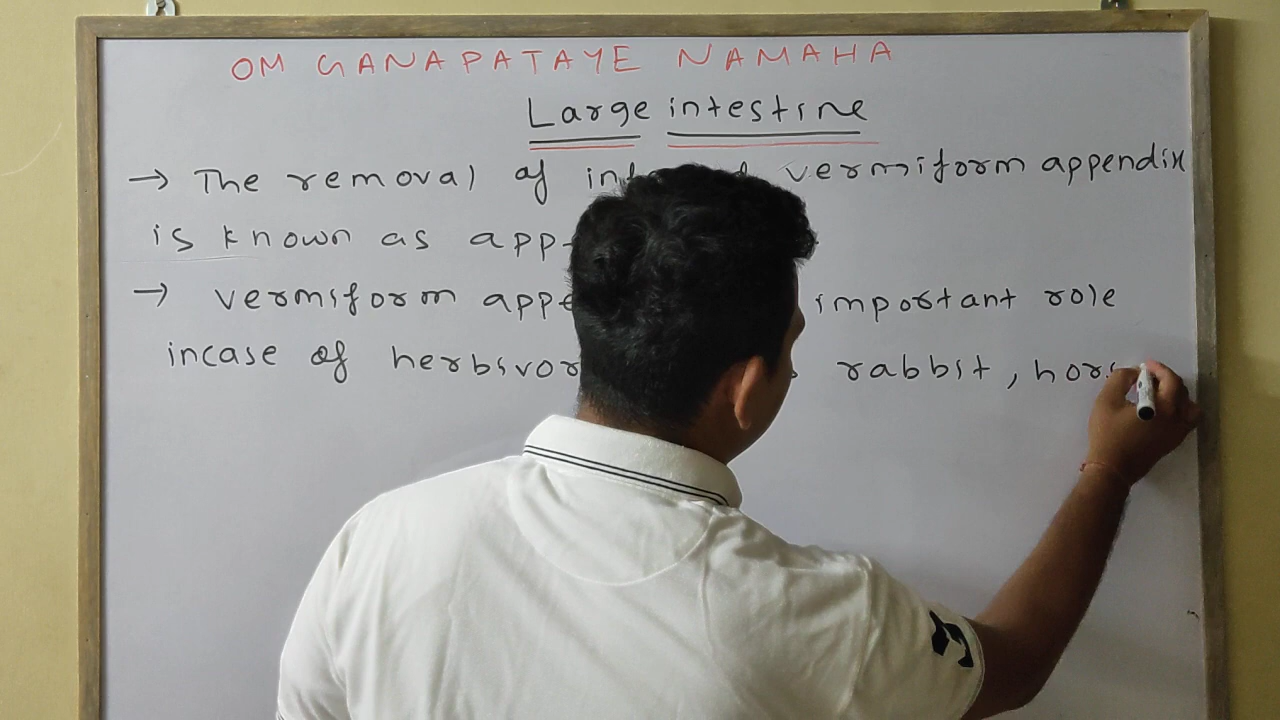 OM GANAPATAYE NAMAHA
Large intestine
→ The removal of vermiform appendix
is known as
→ vermiform important role
incase of rabbit,